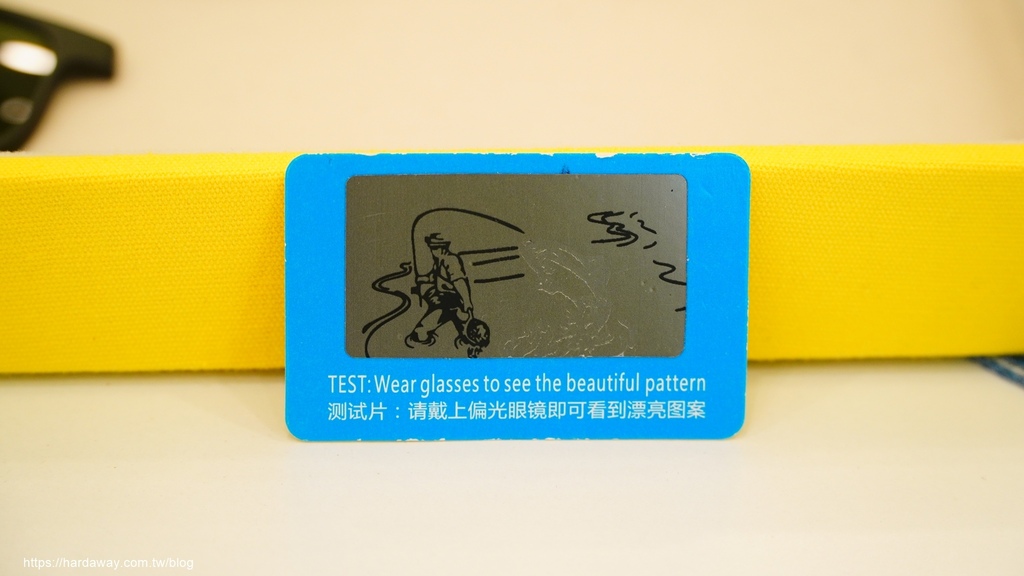 TEST: Wear glasses to see the beautiful pattern
测试片：请戴上偏光眼镜即可看到漂亮图案
https://hardaway.com.tw/blog